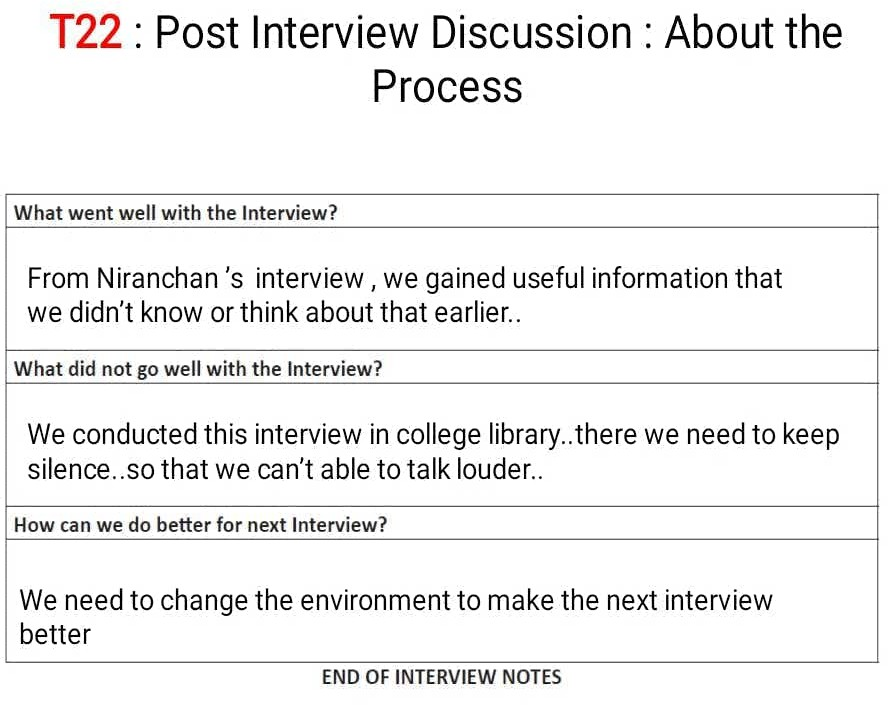 T22 : Post Interview Discussion : About the
Process
What went well with the Interview?
From Niranchan 's interview , we gained useful information that
we didn't know or think about that earlier..
What did not go well with the Interview?
We conducted this interview in college library..there we need to keep
silence..so that we can't able to talk louder..
How can we do better for next Interview?
We need to change the environment to make the next interview
better
END OF INTERVIEW NOTES